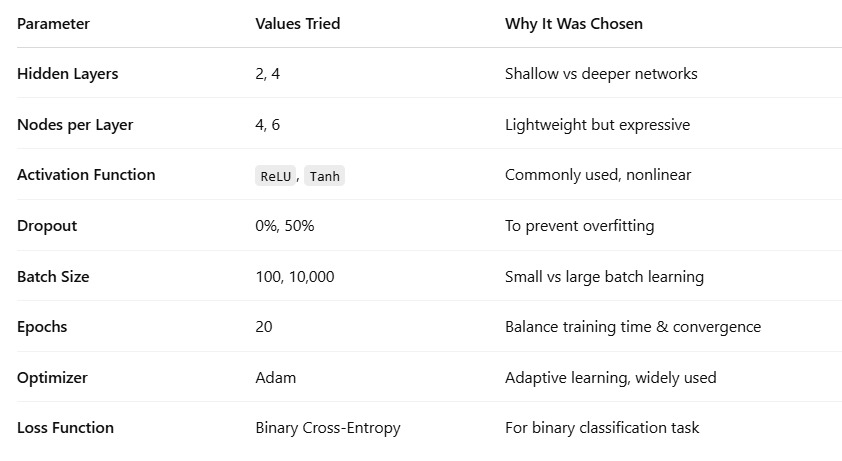 Parameter Values Tried Why It Was Chosen
Hidden Layers 2, 4 Shallow vs deeper networks
Nodes per Layer 4, 6 Lightweight but expressive
Activation Function ReLU, Tanh Commonly used, nonlinear
Dropout 0%, 50% To prevent overfitting
Batch Size 100, 10,000 Small vs large batch learning
Epochs 20 Balance training time & convergence
Optimizer Adam Adaptive learning, widely used
Loss Function Binary Cross-Entropy For binary classification task